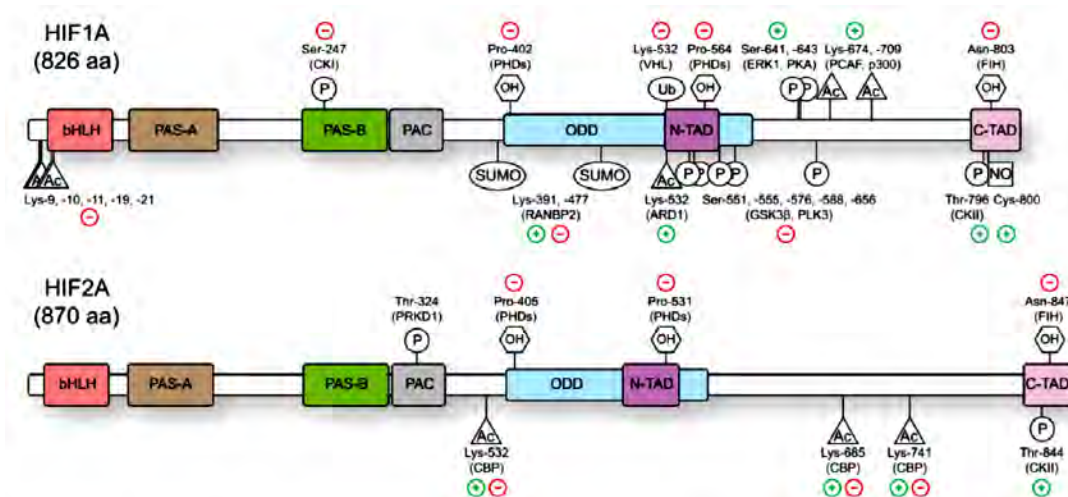 HIF1A
(826 aa)
Ser-247
(CKI)
Pro-402
(PHDs)
Lys-532
(VHL)
Pro-564
(PHDs)
Ser-641, -643
(ERK1, PKA)
Lys-674, -709
(PCAF, p300)
Asn-803
(FIH)
P
OH
Ub
OH
P
P
Ac
Ac
OH
bHLH
PAS-A
PAS-B
PAC
ODD
N-TAD
C-TAD
Ac
SUMO
SUMO
Ac
P
P
P
P
P
P
NO
Lys-9, -10, -11, -19, -21
Lys-391, -477
(RANBP2)
Lys-532
(ARD1)
Ser-551, -555, -576, -588, -656
(GSK3β, PLK3)
Thr-796
(CKII)
Cys-800
HIF2A
(870 aa)
Thr-324
(PRKD1)
Pro-405
(PHDs)
Pro-531
(PHDs)
Asn-847
(FIH)
P
OH
OH
OH
bHLH
PAS-A
PAS-B
PAC
ODD
N-TAD
C-TAD
Ac
Ac
Ac
P
Lys-532
(CBP)
Lys-685
(CBP)
Lys-741
(CBP)
Thr-844
(CKII)